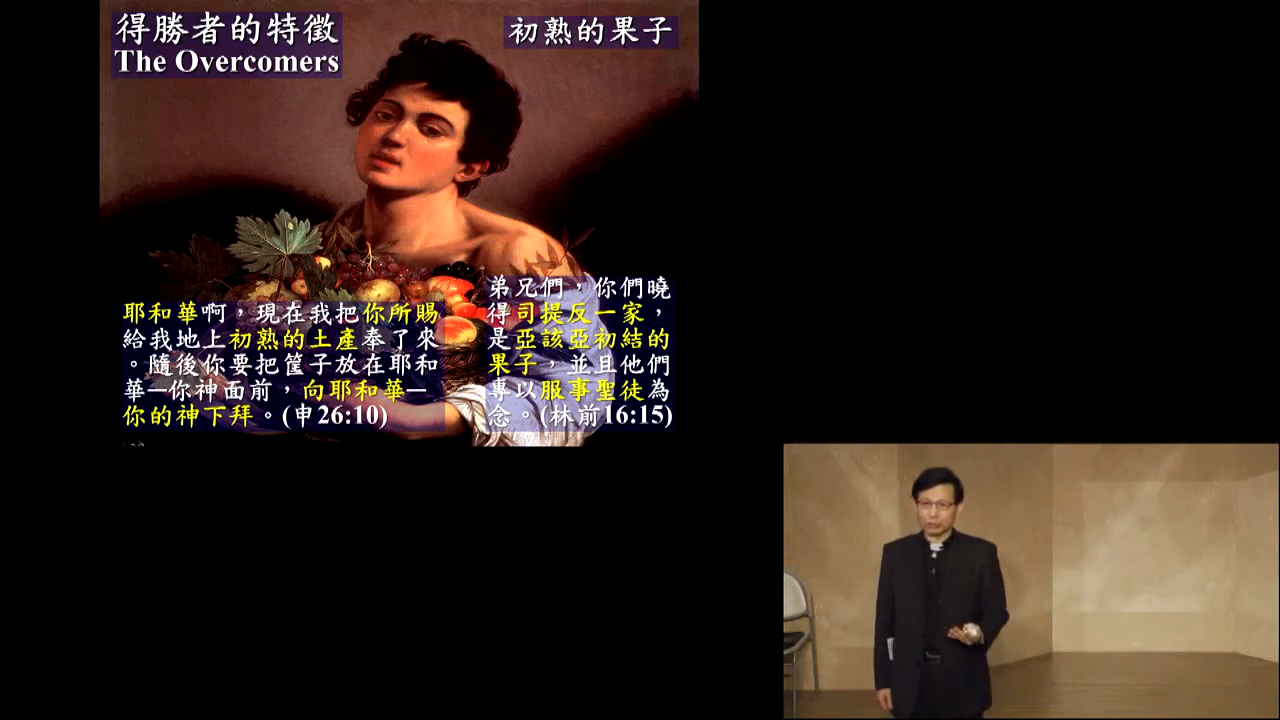 得勝者的特徵
The Overcomers
初熟的果子
耶和華啊，現在我把你所賜
給我地上初熟的土產奉了來
。隨後你要把筐子放在耶和
華─你神面前，向耶和華─
你的神下拜。(申26:10)
弟兄們，你們曉
得司提反一家，
是亞該亞初結的
果子，並且他們
專以服事聖徒為
念。(林前16:15)